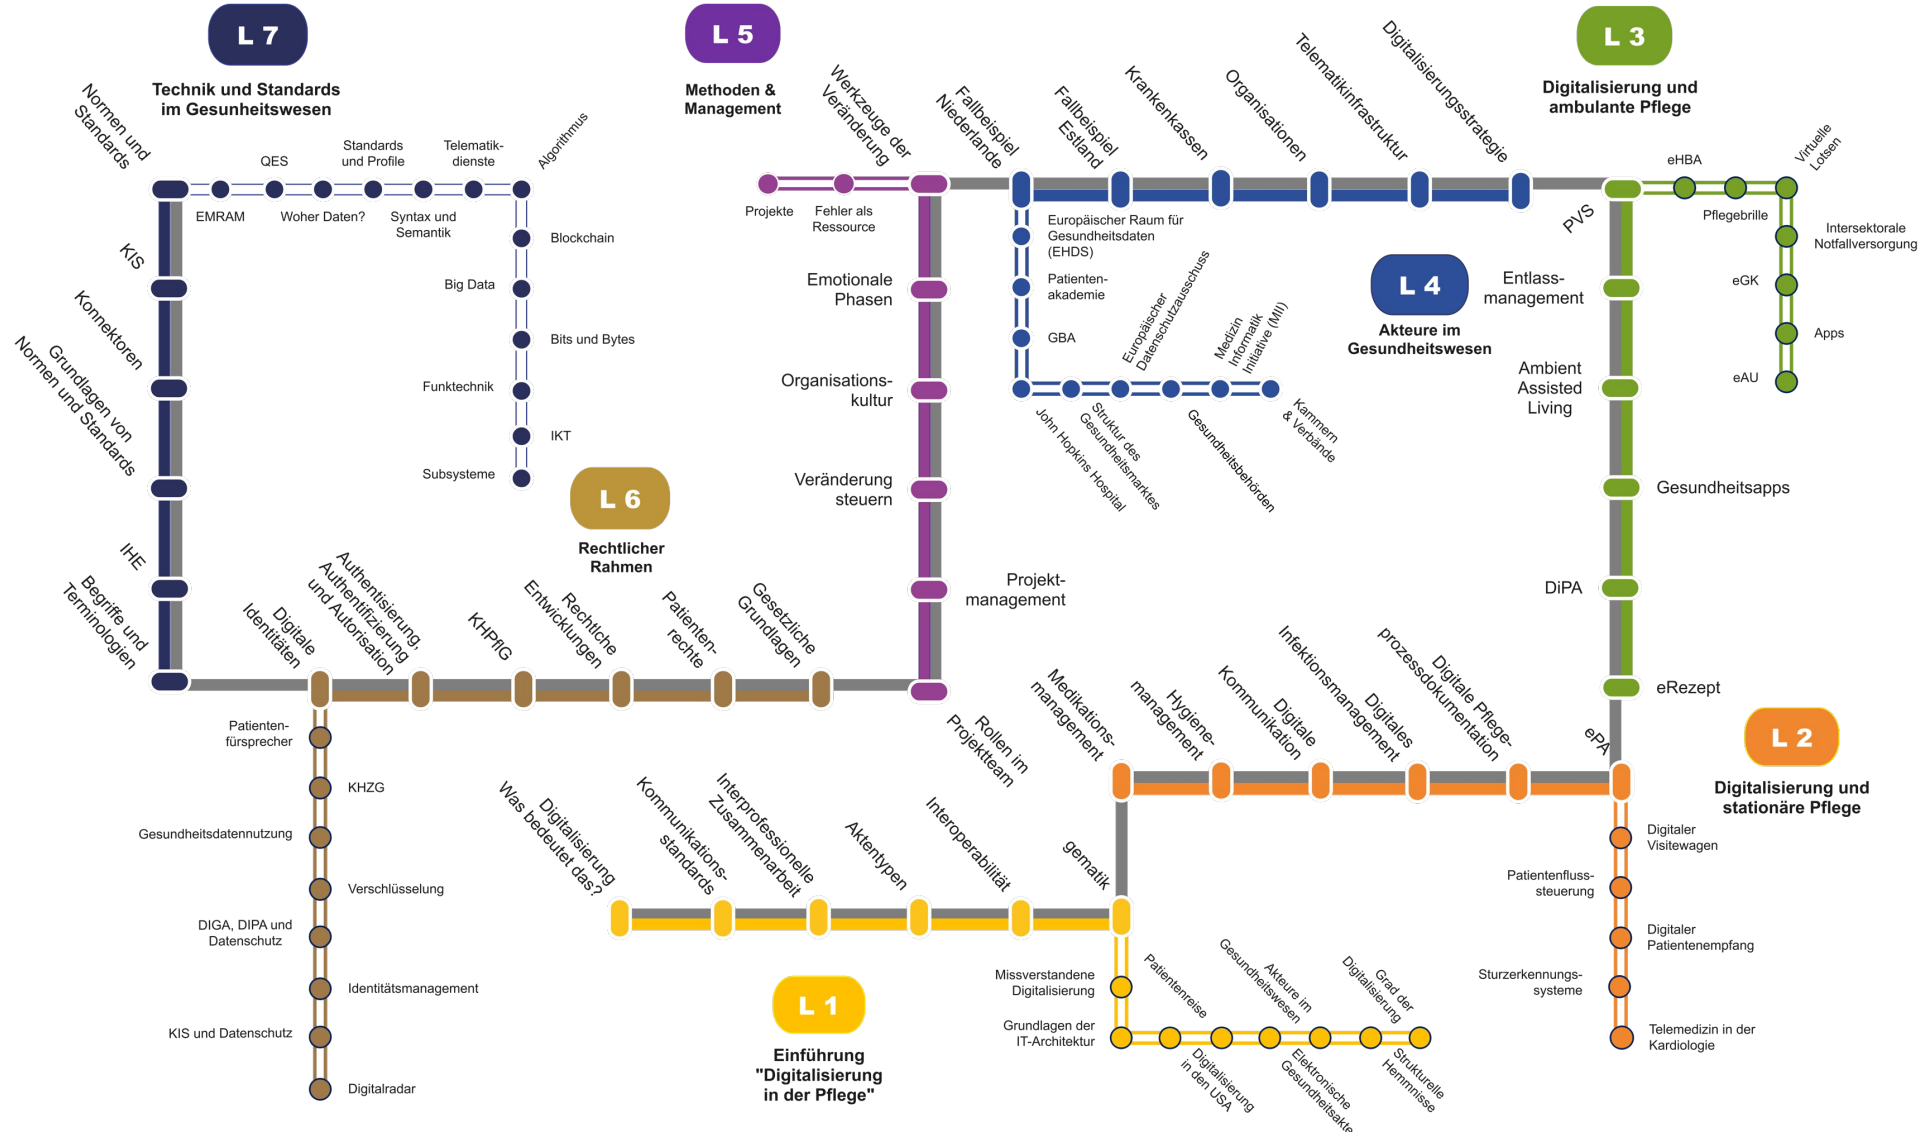 L 7
Technik und Standards
im Gesunheitswesen
Normen und
Standards
EMRAM
QES
Woher Daten?
Standards
und Profile
Syntax und
Semantik
Telematik-
dienste
Algorithmus
Blockchain
Big Data
Bits und Bytes
Funktechnik
IKT
Subsysteme
KIS
Konnektoren
Grundlagen von
Normen und Standards
IHE
Begriffe und
Terminologien
L 5
Methoden &
Management
Projekte
Fehler als
Ressource
Werkzeuge der
Veränderung
Emotionale
Phasen
Organisations-
kultur
Veränderung
steuern
Projekt-
management
Rollen im
Projektteam
Fallbeispiel
Niederlande
Fallbeispiel
Estland
Krankenkassen
Organisationen
Telematikinfrastruktur
Digitalisierungsstrategie
L 4
Akteure im
Gesundheitswesen
Europäischer Raum für
Gesundheitsdaten
(EHDS)
Patienten-
akademie
GBA
John Hopkins Hospital
Struktur des
Gesundheitsmarktes
Europäischer
Datenschutzausschuss
Gesundheitsbehörden
Medizin
Informatik
Initiative (MII)
Kammern
& Verbände
L 3
Digitalisierung und
ambulante Pflege
PVS
eHBA
Pflegebrille
Virtuelle
Lotsen
Intersektorale
Notfallversorgung
eGK
Apps
eAU
Entlass-
management
Ambient
Assisted
Living
Gesundheitsapps
DiPA
eRezept
L 6
Rechtlicher
Rahmen
Digitale
Identitäten
Authentisierung,
Authentifizierung
und Autorisation
KHPflG
Rechtliche
Entwicklungen
Patienten-
rechte
Gesetzliche
Grundlagen
Patienten-
fürsprecher
KHZG
Gesundheitsdatennutzung
Verschlüsselung
DIGA, DIPA und
Datenschutz
Identitätsmanagement
KIS und Datenschutz
Digitalradar
L 2
Digitalisierung und
stationäre Pflege
Medikations-
management
Hygiene-
management
Digitale
Kommunikation
Digitales
Infektionsmanagement
Digitale Pflege-
prozessdokumentation
ePA
Digitaler
Visitewagen
Patientenfluss-
steuerung
Digitaler
Patientenempfang
Sturzerkennungs-
systeme
Telemedizin in der
Kardiologie
L 1
Einführung
"Digitalisierung
in der Pflege"
Digitalisierung
Was bedeutet das?
Kommunikations-
standards
Interprofessionelle
Zusammenarbeit
Aktentypen
Interoperabilität
gematik
Missverstandene
Digitalisierung
Grundlagen der
IT-Architektur
Patientenreise
Digitalisierung
in den USA
Akteure im
Gesundheitswesen
Elektronische
Gesundheitsakte
Grad der
Digitalisierung
Strukturelle
Hemmnisse